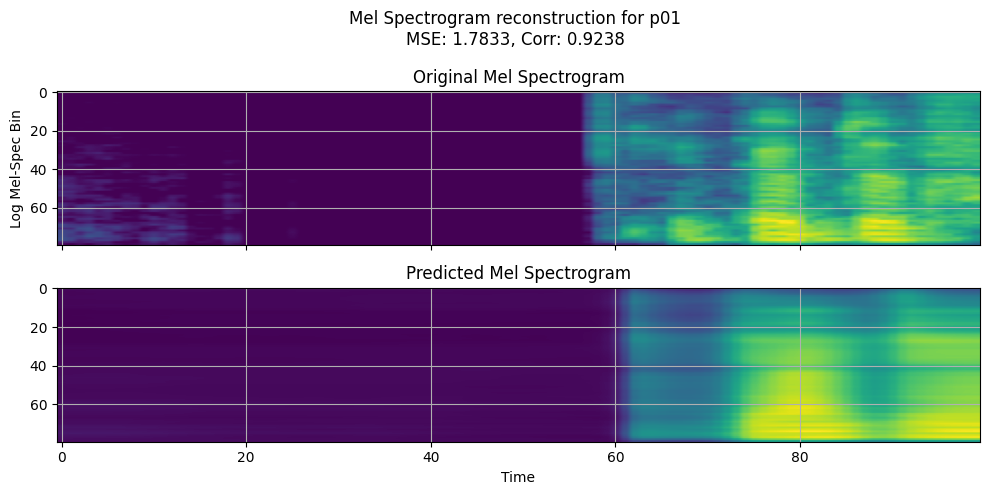 Mel Spectrogram reconstruction for p01
MSE: 1.7833, Corr: 0.9238
Original Mel Spectrogram
Log Mel-Spec Bin
0
20
40
60
Predicted Mel Spectrogram
0
20
40
60
0 20 40 60 80
Time